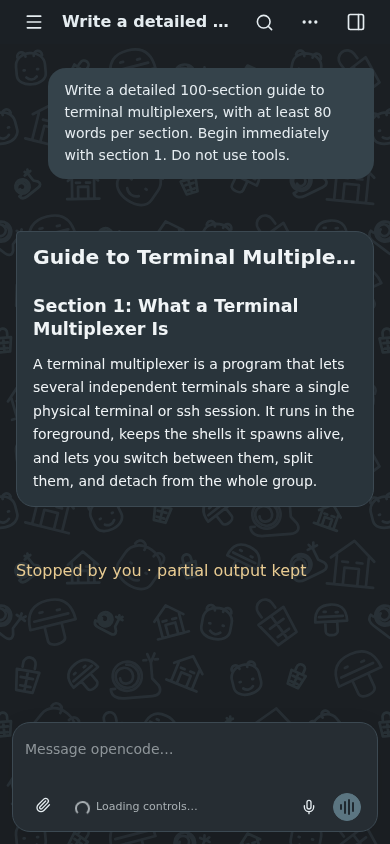 Write a detailed ...
Write a detailed 100-section guide to
terminal multiplexers, with at least 80
words per section. Begin immediately
with section 1. Do not use tools.
Guide to Terminal Multiple...
Section 1: What a Terminal
Multiplexer Is
A terminal multiplexer is a program that lets
several independent terminals share a single
physical terminal or ssh session. It runs in the
foreground, keeps the shells it spawns alive,
and lets you switch between them, split
them, and detach from the whole group.
Stopped by you · partial output kept
Message opencode...
Loading controls...